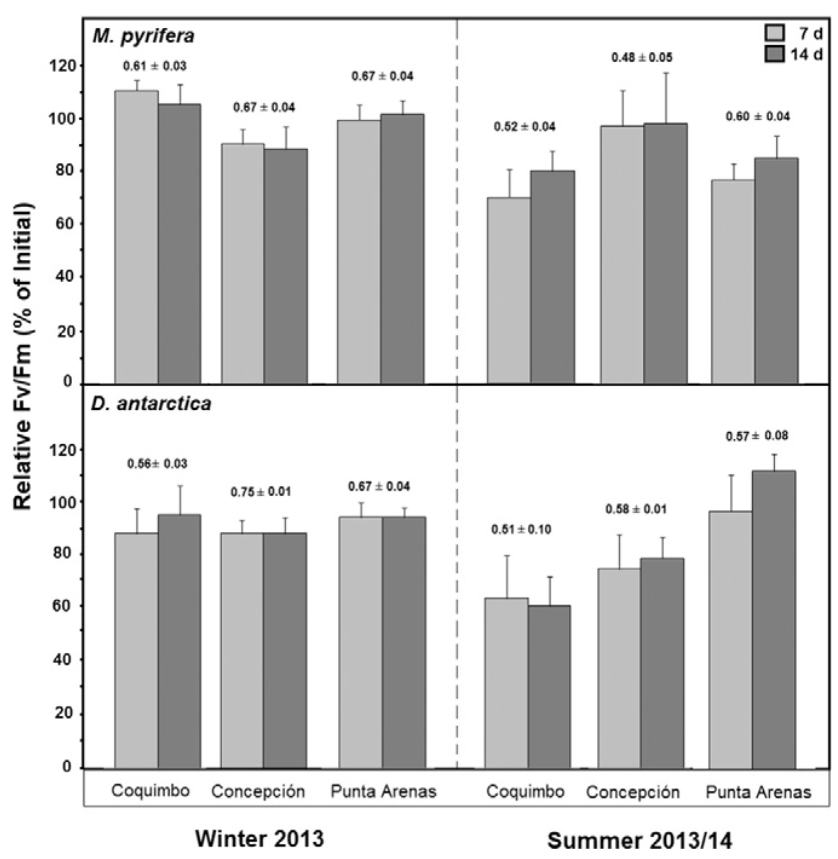 M. pyrifera
7 d
14 d
120
100
80
60
40
20
0
0.61 ± 0.03
0.67 ± 0.04
0.67 ± 0.04
0.52 ± 0.04
0.48 ± 0.05
0.60 ± 0.04
Relative Fv/Fm (% of Initial)
D. antarctica
120
100
80
60
40
20
0
0.56 ± 0.03
0.75 ± 0.01
0.67 ± 0.04
0.51 ± 0.10
0.58 ± 0.01
0.57 ± 0.08
Coquimbo Concepción Punta Arenas Coquimbo Concepción Punta Arenas
Winter 2013 Summer 2013/14